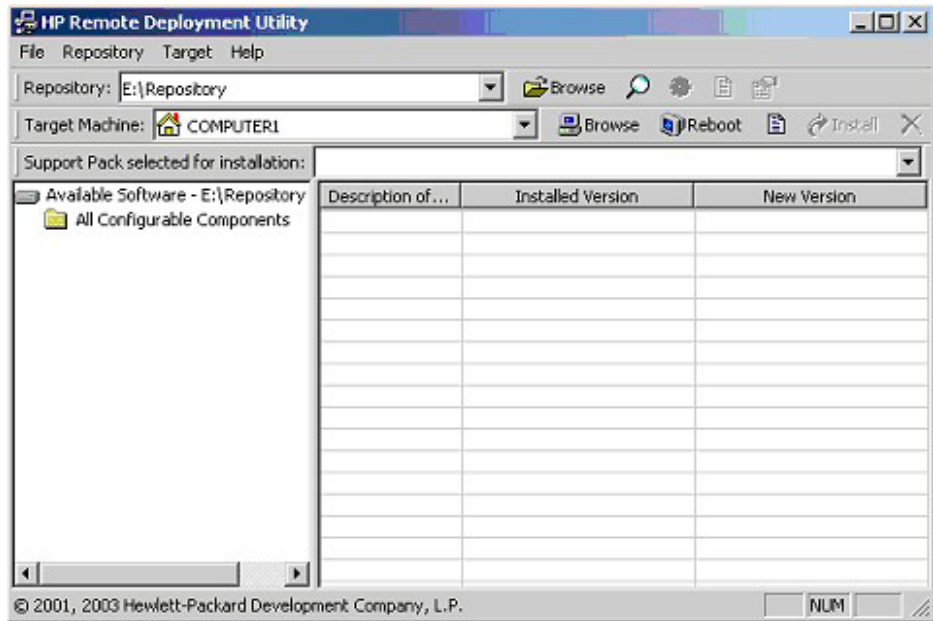 HP Remote Deployment Utility
File Repository Target Help
Repository: E:\Repository Browse
Target Machine: COMPUTER1 Browse Reboot Install
Support Pack selected for installation:
Available Software - E:\Repository
All Configurable Components
Description of... Installed Version New Version
© 2001, 2003 Hewlett-Packard Development Company, L.P. NUM